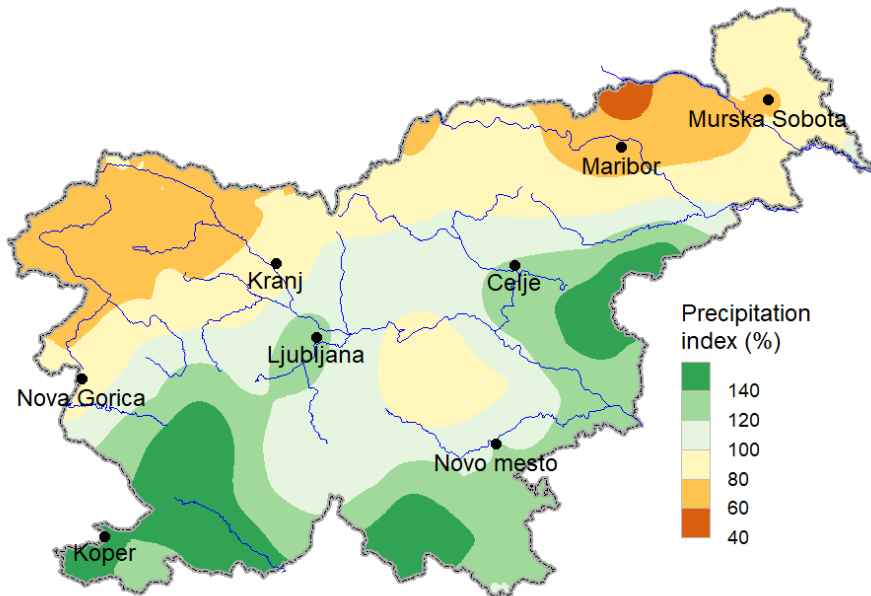 Murska Sobota
Maribor
Kranj
Celje
Ljubljana
Nova Gorica
Novo mesto
Koper
Precipitation
index (%)
140
120
100
80
60
40